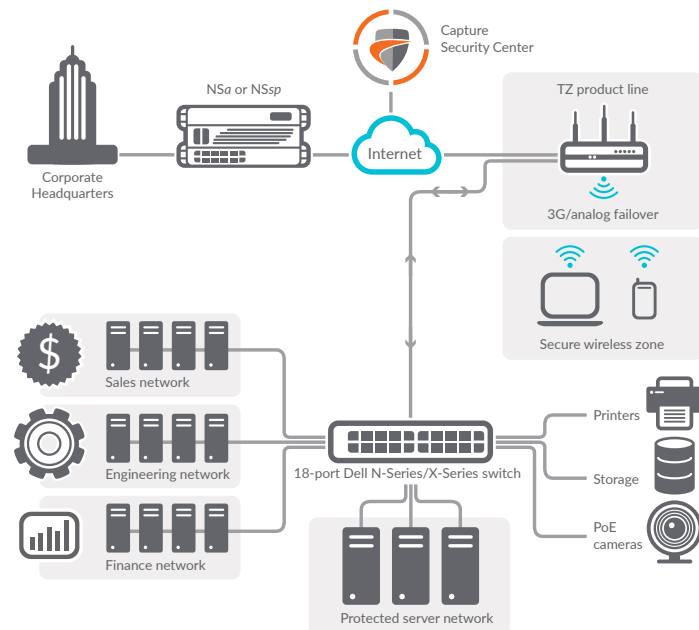 Capture
Security Center
NSa or NSsp
TZ product line
Internet
Corporate
Headquarters
3G/analog failover
Secure wireless zone
$
Sales network
Printers
Engineering network
18-port Dell N-Series/X-Series switch
Storage
PoE
cameras
Finance network
Protected server network